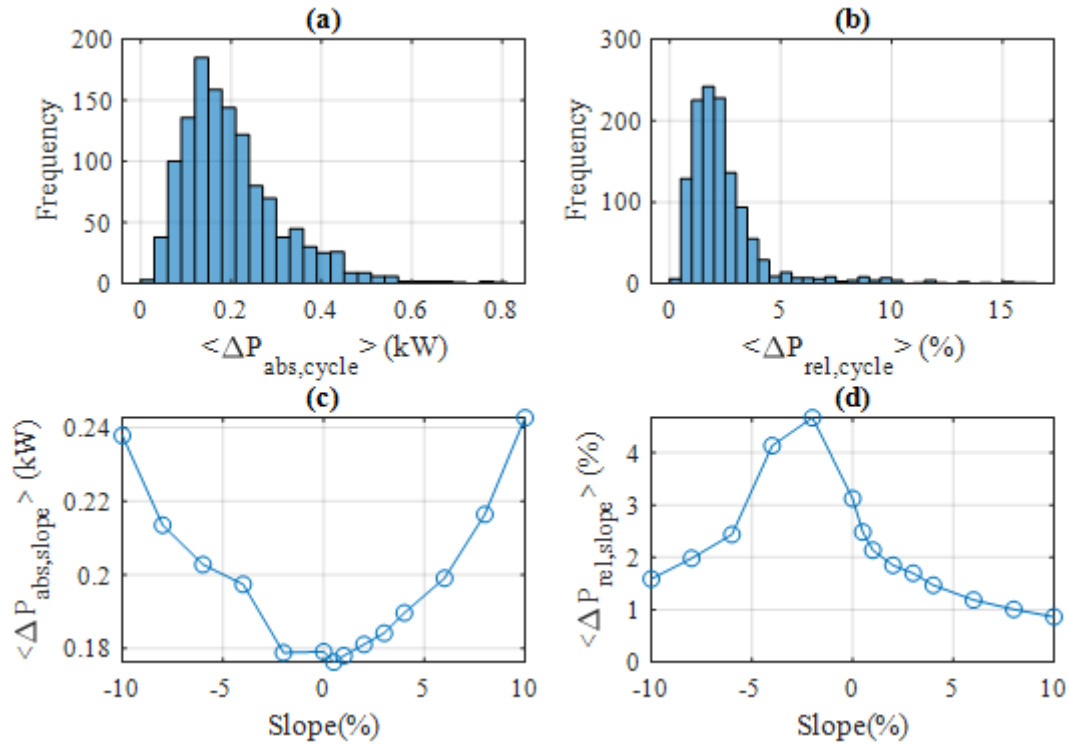 (a)
200
150
100
50
0
Frequency
0 0.2 0.4 0.6 0.8
<ΔP_abs,cycle> (kW)
(b)
300
200
100
0
Frequency
0 5 10 15
<ΔP_rel,cycle> (%)
(c)
0.24
0.22
0.2
0.18
<ΔP_abs,slope> (kW)
-10 -5 0 5 10
Slope(%)
(d)
4
3
2
1
0
<ΔP_rel,slope> (%)
-10 -5 0 5 10
Slope(%)